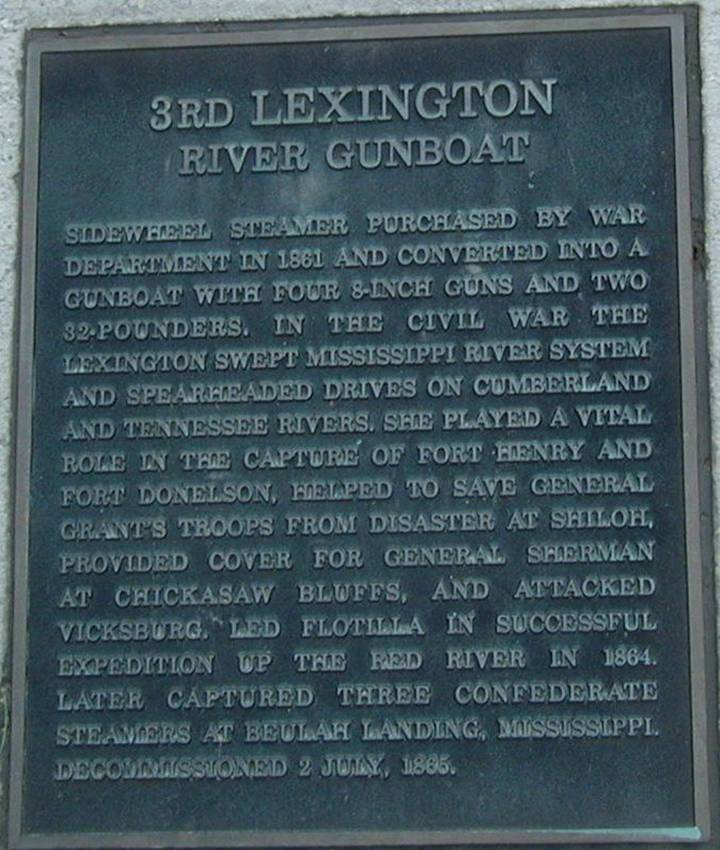 3RD LEXINGTON
RIVER GUNBOAT
SIDEWHEEL STEAMER PURCHASED BY WAR
DEPARTMENT IN 1861 AND CONVERTED INTO A
GUNBOAT WITH FOUR 8-INCH GUNS AND TWO
32-POUNDERS. IN THE CIVIL WAR THE
LEXINGTON SWEPT MISSISSIPPI RIVER SYSTEM
AND SPEARHEADED DRIVES ON CUMBERLAND
AND TENNESSEE RIVERS. SHE PLAYED A VITAL
ROLE IN THE CAPTURE OF FORT HENRY AND
FORT DONELSON, HELPED TO SAVE GENERAL
GRANT'S TROOPS FROM DISASTER AT SHILOH,
PROVIDED COVER FOR GENERAL SHERMAN
AT CHICKASAW BLUFFS, AND ATTACKED
VICKSBURG. LED FLOTILLA IN SUCCESSFUL
EXPEDITION UP THE RED RIVER IN 1864.
LATER CAPTURED THREE CONFEDERATE
STEAMERS AT BEULAH LANDING, MISSISSIPPI.
DECOMMISSIONED 2 JULY, 1865.